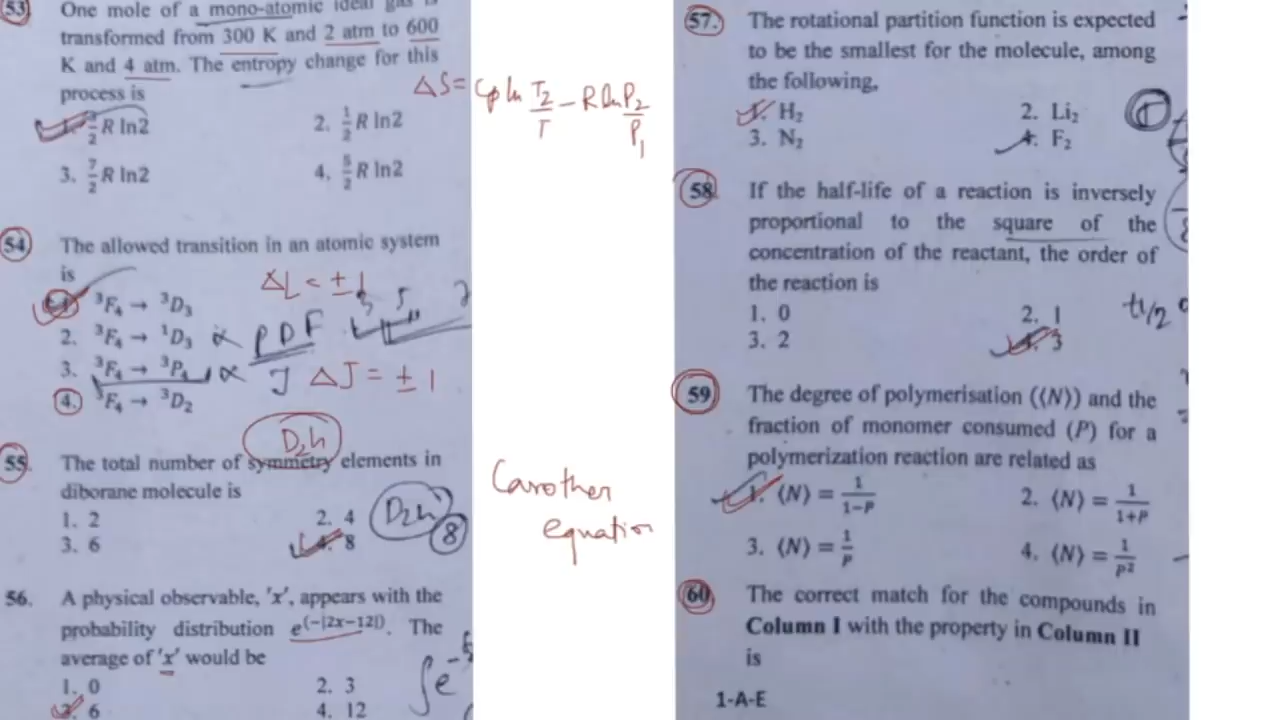 53 One mole of a mono-atomic ideal gas is
transformed from 300 K and 2 atm to 600
K and 4 atm. The entropy change for this
process is
ΔS= Cp ln T2/T − R ln P2/P1
R ln2
2. 1/2 R ln2
3. 7/2 R ln2
4. 5/2 R ln2
54 The allowed transition in an atomic system
is
ΔL = ±1
³F₄ → ³D₃
2. ³F₄ → ¹D₃
PDF
3. ³F₄ → ³P₄
J ΔJ = ±1
4. ³F₄ → ³D₂
D2h
55. The total number of symmetry elements in
diborane molecule is
1. 2
2. 4
D2h
8
3. 6
4. 8
Carother
equation
56. A physical observable, 'x', appears with the
probability distribution e^(−|2x−12|). The
average of 'x' would be
1. 0
2. 3
3. 6
4. 12
57. The rotational partition function is expected
to be the smallest for the molecule, among
the following,
1. H₂
2. Li₂
3. N₂
4. F₂
58. If the half-life of a reaction is inversely
proportional to the square of the
concentration of the reactant, the order of
the reaction is
1. 0
2. 1
t1/2
3. 2
4. 3
59 The degree of polymerisation (⟨N⟩) and the
fraction of monomer consumed (P) for a
polymerization reaction are related as
1. ⟨N⟩ = 1/(1−P)
2. ⟨N⟩ = 1/(1+P)
3. ⟨N⟩ = 1/P
4. ⟨N⟩ = 1/P²
60 The correct match for the compounds in
Column I with the property in Column II
is
1-A-E